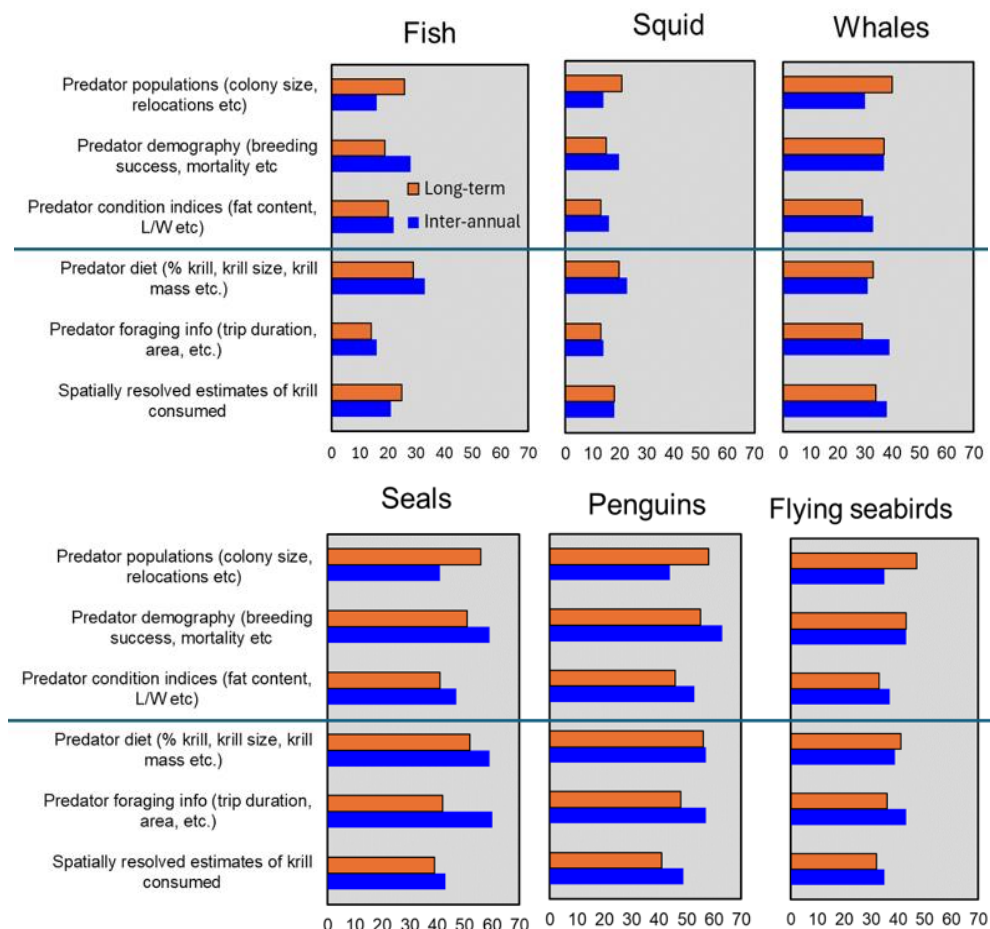 Fish
Squid
Whales
Predator populations (colony size,
relocations etc)
Predator demography (breeding
success, mortality etc
Predator condition indices (fat content,
L/W etc)
Predator diet (% krill, krill size, krill
mass etc.)
Predator foraging info (trip duration,
area, etc.)
Spatially resolved estimates of krill
consumed
Long-term
Inter-annual
0 10 20 30 40 50 60 70
0 10 20 30 40 50 60 70
0 10 20 30 40 50 60 70
Seals
Penguins
Flying seabirds
Predator populations (colony size,
relocations etc)
Predator demography (breeding
success, mortality etc
Predator condition indices (fat content,
L/W etc)
Predator diet (% krill, krill size, krill
mass etc.)
Predator foraging info (trip duration,
area, etc.)
Spatially resolved estimates of krill
consumed
0 10 20 30 40 50 60 70
0 10 20 30 40 50 60 70
0 10 20 30 40 50 60 70